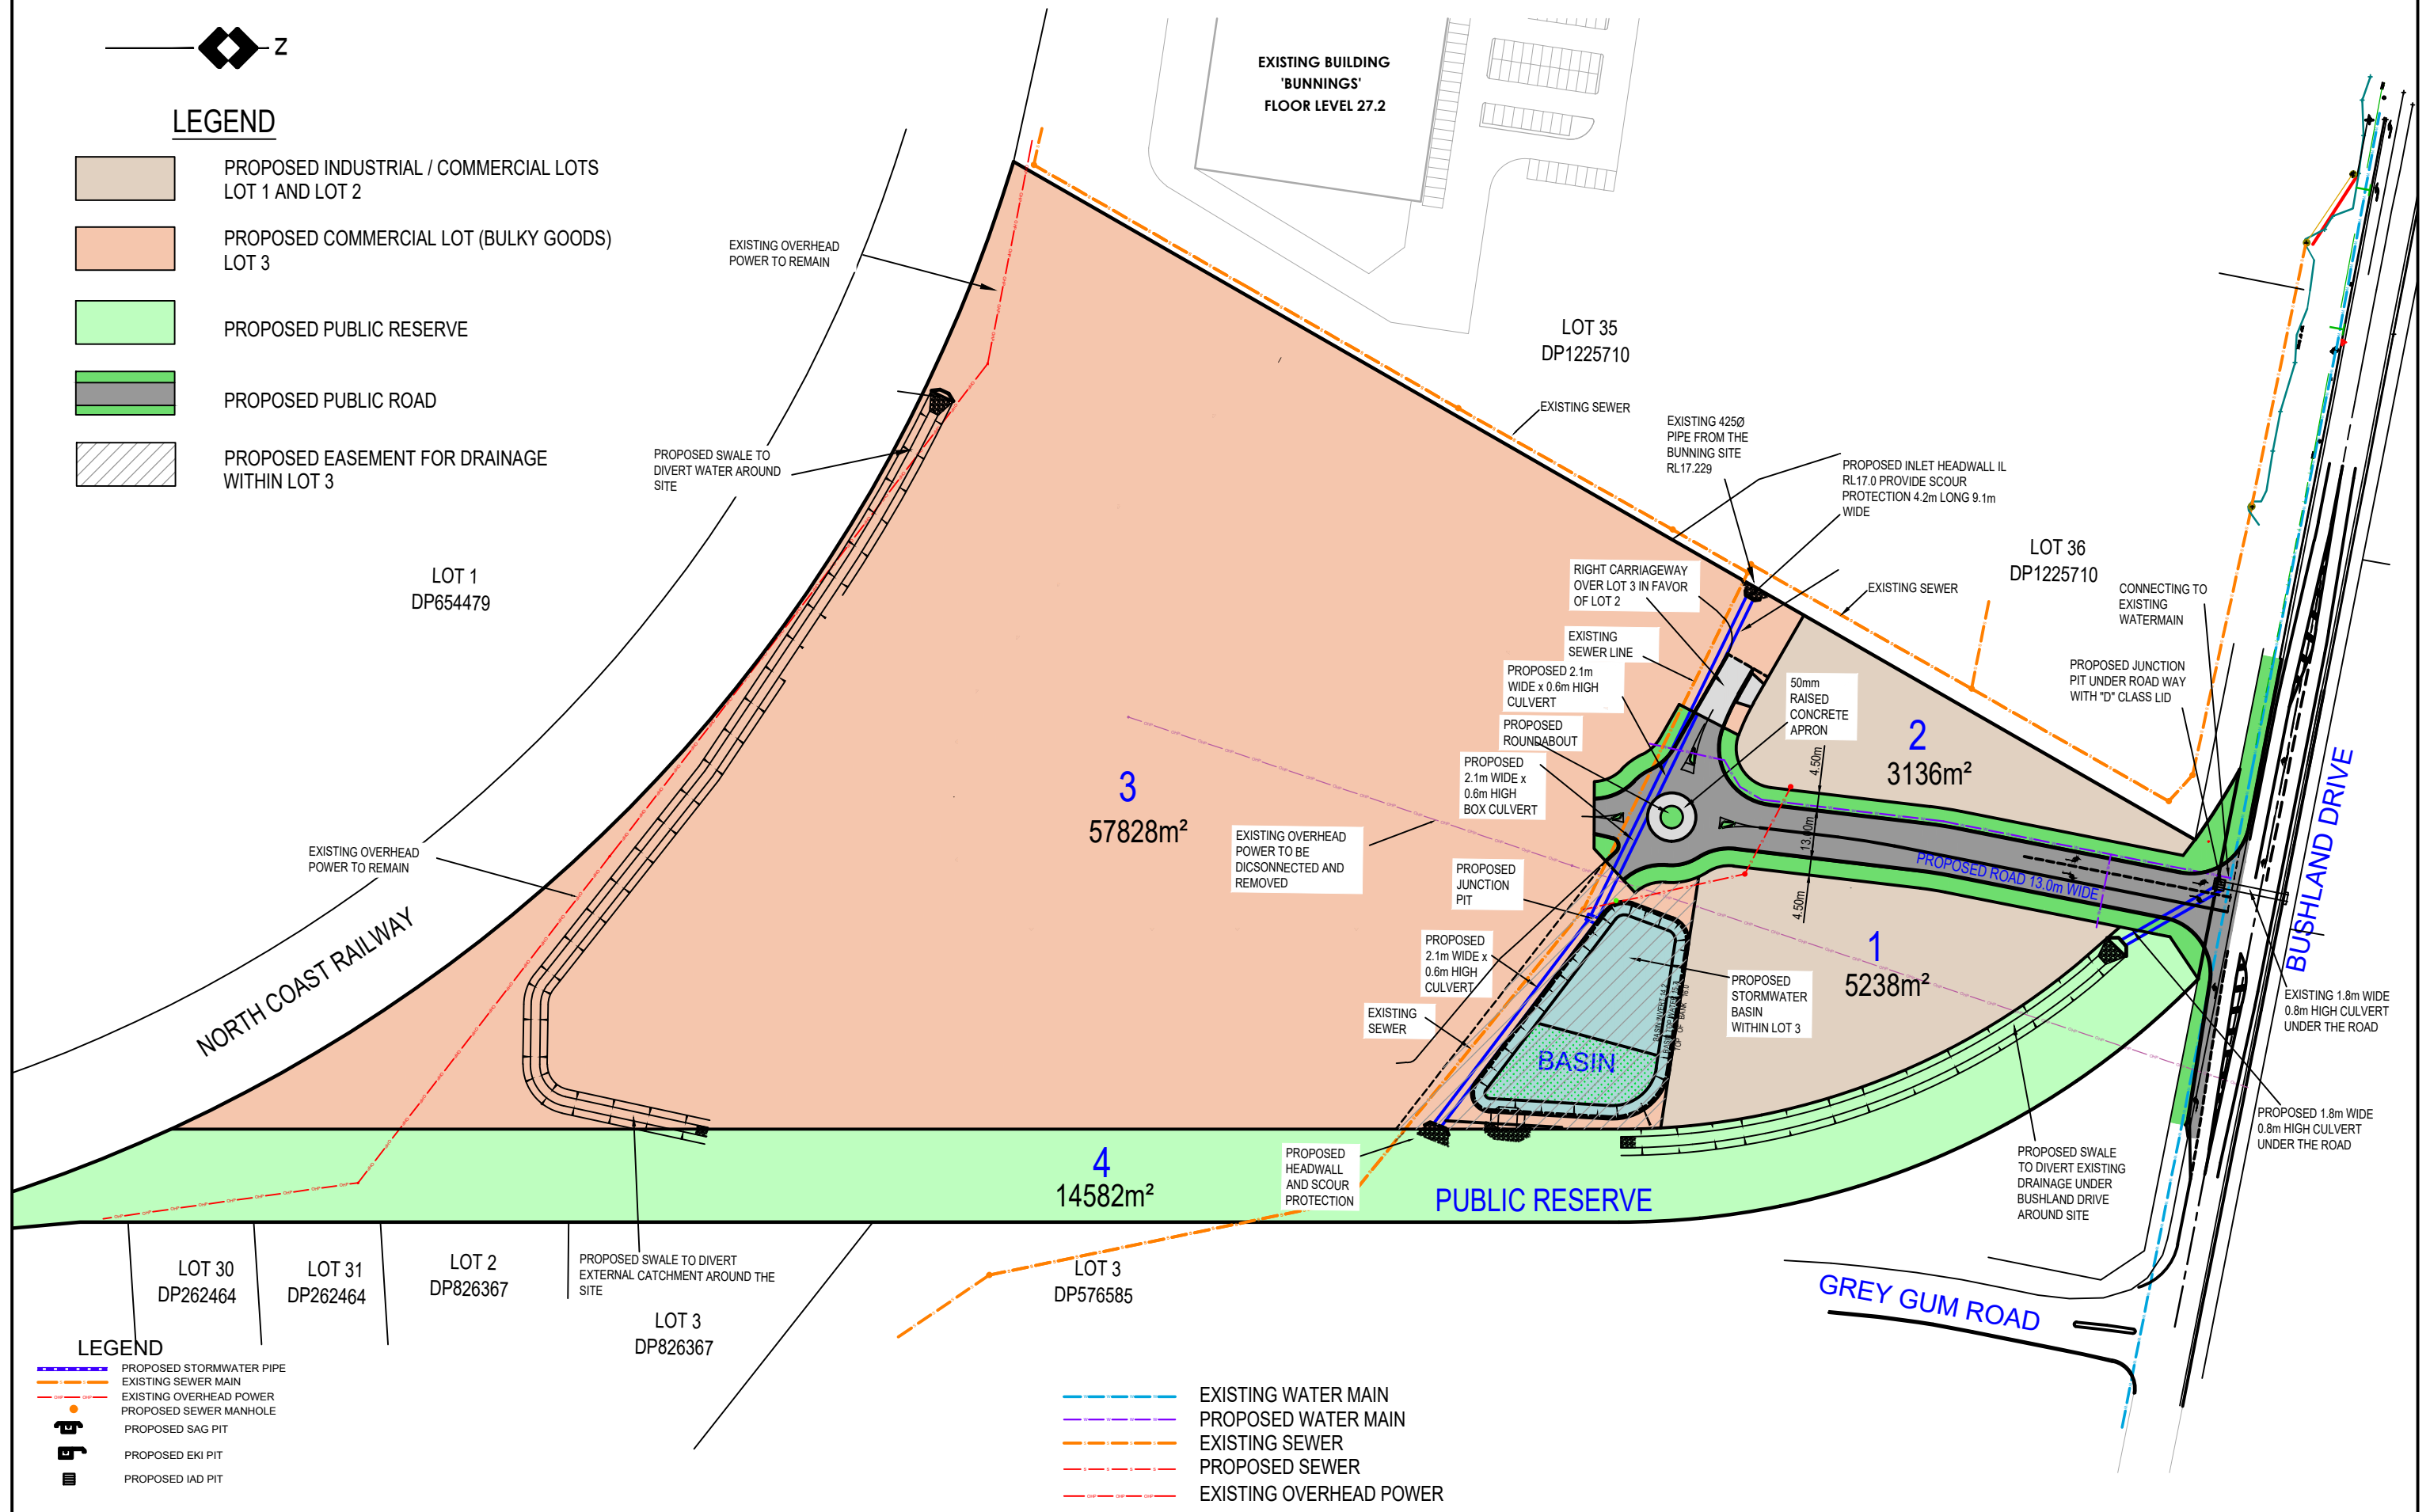 Z
LEGEND
PROPOSED INDUSTRIAL / COMMERCIAL LOTS
LOT 1 AND LOT 2
PROPOSED COMMERCIAL LOT (BULKY GOODS)
LOT 3
PROPOSED PUBLIC RESERVE
PROPOSED PUBLIC ROAD
PROPOSED EASEMENT FOR DRAINAGE
WITHIN LOT 3
EXISTING BUILDING
'BUNNINGS'
FLOOR LEVEL 27.2
EXISTING OVERHEAD
POWER TO REMAIN
LOT 35
DP1225710
EXISTING SEWER
EXISTING 425Ø
PIPE FROM THE
BUNNING SITE
RL17.229
PROPOSED INLET HEADWALL IL
RL17.0 PROVIDE SCOUR
PROTECTION 4.2m LONG 9.1m
WIDE
PROPOSED SWALE TO
DIVERT WATER AROUND
SITE
LOT 1
DP654479
LOT 36
DP1225710
RIGHT CARRIAGEWAY
OVER LOT 3 IN FAVOR
OF LOT 2
EXISTING SEWER
CONNECTING TO
EXISTING
WATERMAIN
EXISTING
SEWER LINE
PROPOSED 2.1m
WIDE x 0.6m HIGH
CULVERT
50mm
RAISED
CONCRETE
APRON
PROPOSED JUNCTION
PIT UNDER ROAD WAY
WITH "D" CLASS LID
PROPOSED
ROUNDABOUT
PROPOSED
2.1m WIDE x
0.6m HIGH
BOX CULVERT
2
3136m²
4.50m
13.00m
4.50m
3
57828m²
EXISTING OVERHEAD
POWER TO BE
DICSONNECTED AND
REMOVED
PROPOSED ROAD 13.0m WIDE
BUSHLAND DRIVE
EXISTING OVERHEAD
POWER TO REMAIN
PROPOSED
JUNCTION
PIT
NORTH COAST RAILWAY
PROPOSED
2.1m WIDE x
0.6m HIGH
CULVERT
1
5238m²
PROPOSED
STORMWATER
BASIN
WITHIN LOT 3
EXISTING
SEWER
BASIN
EXISTING 1.8m WIDE
0.8m HIGH CULVERT
UNDER THE ROAD
PROPOSED 1.8m WIDE
0.8m HIGH CULVERT
UNDER THE ROAD
PROPOSED
HEADWALL
AND SCOUR
PROTECTION
PROPOSED SWALE
TO DIVERT EXISTING
DRAINAGE UNDER
BUSHLAND DRIVE
AROUND SITE
4
14582m²
PUBLIC RESERVE
LOT 30
DP262464
LOT 31
DP262464
LOT 2
DP826367
PROPOSED SWALE TO DIVERT
EXTERNAL CATCHMENT AROUND THE
SITE
LOT 3
DP826367
LOT 3
DP576585
GREY GUM ROAD
LEGEND
PROPOSED STORMWATER PIPE
EXISTING SEWER MAIN
EXISTING OVERHEAD POWER
PROPOSED SEWER MANHOLE
PROPOSED SAG PIT
PROPOSED EKI PIT
PROPOSED IAD PIT
EXISTING WATER MAIN
PROPOSED WATER MAIN
EXISTING SEWER
PROPOSED SEWER
EXISTING OVERHEAD POWER